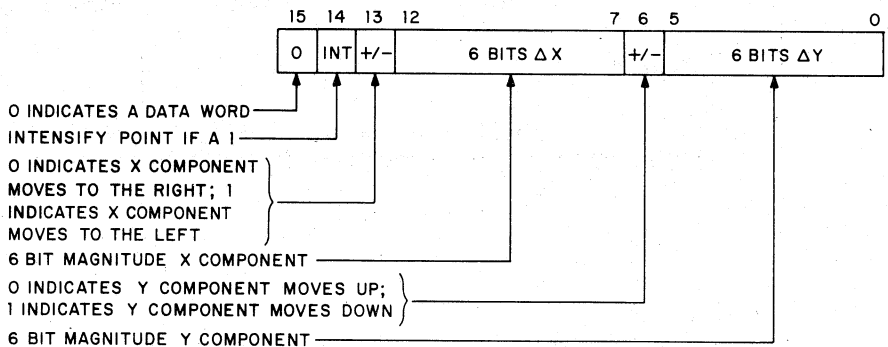 15 14 13 12 7 6 5 0
0 INT +/- 6 BITS Δ X +/- 6 BITS ΔY
0 INDICATES A DATA WORD
INTENSIFY POINT IF A 1
0 INDICATES X COMPONENT
MOVES TO THE RIGHT; 1
INDICATES X COMPONENT
MOVES TO THE LEFT
6 BIT MAGNITUDE X COMPONENT
0 INDICATES Y COMPONENT MOVES UP;
1 INDICATES Y COMPONENT MOVES DOWN
6 BIT MAGNITUDE Y COMPONENT